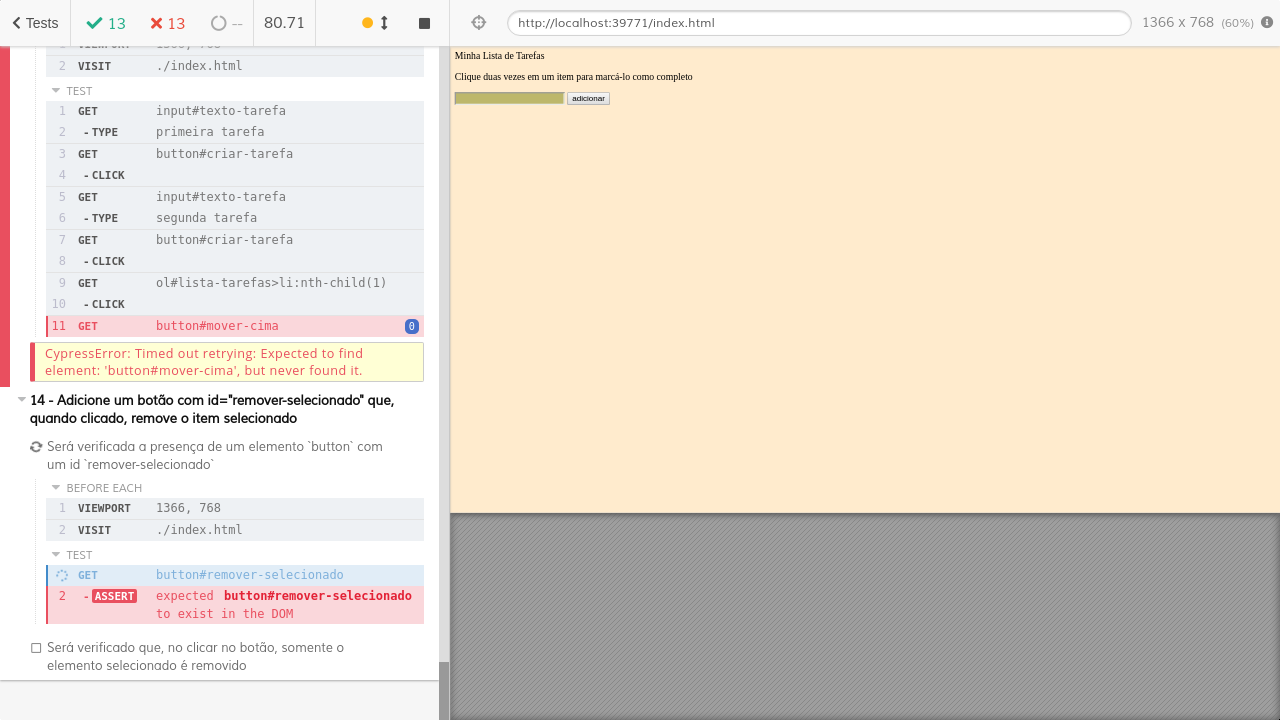 Tests 13 13 -- 80.71
2 VISIT ./index.html
TEST
1 GET input#texto-tarefa
2 -TYPE primeira tarefa
3 GET button#criar-tarefa
4 -CLICK
5 GET input#texto-tarefa
6 -TYPE segunda tarefa
7 GET button#criar-tarefa
8 -CLICK
9 GET ol#lista-tarefas>li:nth-child(1)
10 -CLICK
11 GET button#mover-cima 0
CypressError: Timed out retrying: Expected to find
element: 'button#mover-cima', but never found it.
14 - Adicione um botão com id="remover-selecionado" que,
quando clicado, remove o item selecionado
Será verificada a presença de um elemento `button` com
um id `remover-selecionado`
BEFORE EACH
1 VIEWPORT 1366, 768
2 VISIT ./index.html
TEST
GET button#remover-selecionado
2 -ASSERT expected button#remover-selecionado
to exist in the DOM
Será verificado que, no clicar no botão, somente o
elemento selecionado é removido
http://localhost:39771/index.html 1366 x 768 (60%)
Minha Lista de Tarefas
Clique duas vezes em um item para marcá-lo como completo
adicionar